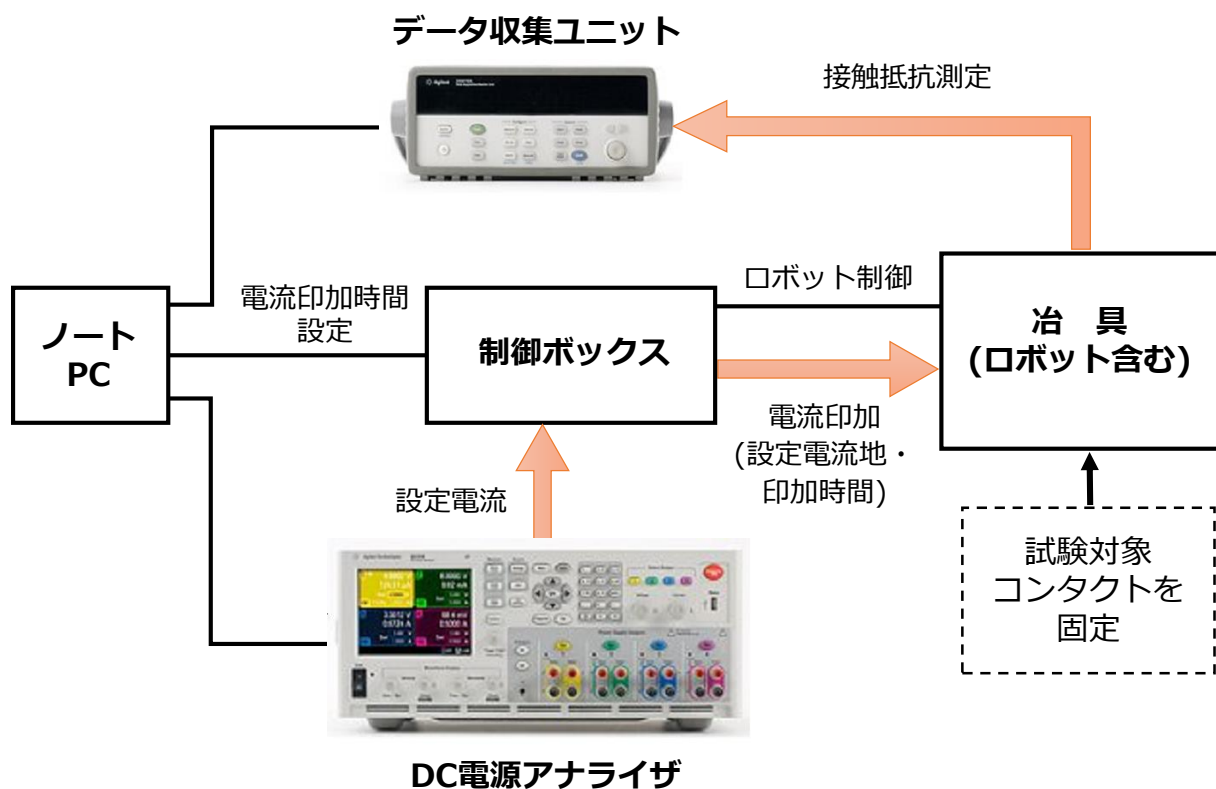 データ収集ユニット
接触抵抗測定
Agilent
ロボット制御
電流印加時間
設定
ノート
PC
制御ボックス
冶 具
(ロボット含む)
電流印加
(設定電流地・
印加時間)
設定電流
試験対象
コンタクトを
固定
Agilent Technologies
DC電源アナライザ